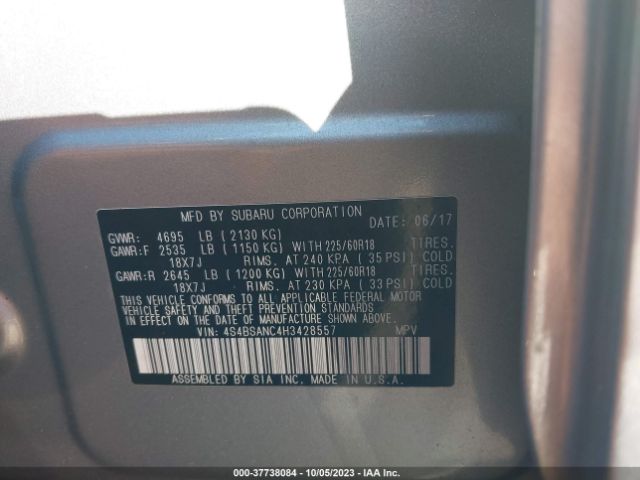 MFD BY SUBARU CORPORATION DATE: 06/17
GVWR: 4695 LB ( 2130 KG)
GAWR:F 2535 LB ( 1150 KG) WITH 225/60R18 TIRES.
18X7J RIMS. AT 240 KPA ( 35 PSI) COLD
GAWR:R 2645 LB ( 1200 KG) WITH 225/60R18 TIRES.
18X7J RIMS. AT 230 KPA ( 33 PSI) COLD
THIS VEHICLE CONFORMS TO ALL APPLICABLE FEDERAL MOTOR
VEHICLE SAFETY AND THEFT PREVENTION STANDARDS
IN EFFECT ON THE DATE OF MANUFACTURE SHOWN ABOVE.
VIN: 4S4BSANC4H3428557 MPV
ASSEMBLED BY SIA INC. MADE IN U.S.A.
000-37738084 | 10/05/2023 | IAA Inc.